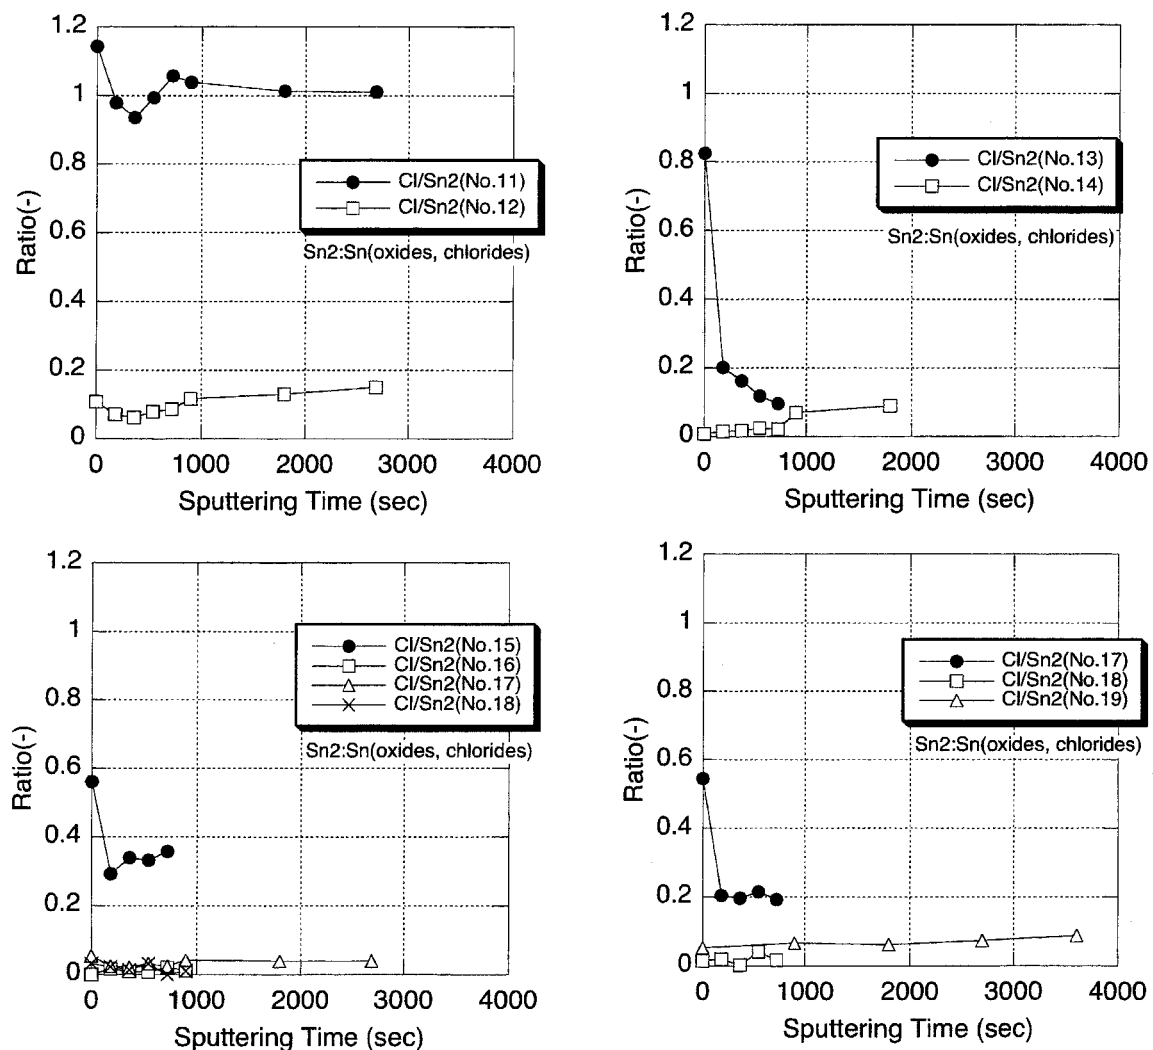 1.2
1
0.8
0.6
0.4
0.2
0
Ratio(-)
Cl/Sn2(No.11)
Cl/Sn2(No.12)
Sn2:Sn(oxides, chlorides)
0 1000 2000 3000 4000
Sputtering Time (sec)
1.2
1
0.8
0.6
0.4
0.2
0
Ratio(-)
Cl/Sn2(No.13)
Cl/Sn2(No.14)
Sn2:Sn(oxides, chlorides)
0 1000 2000 3000 4000
Sputtering Time (sec)
1.2
1
0.8
0.6
0.4
0.2
0
Ratio(-)
Cl/Sn2(No.15)
Cl/Sn2(No.16)
Cl/Sn2(No.17)
Cl/Sn2(No.18)
Sn2:Sn(oxides, chlorides)
0 1000 2000 3000 4000
Sputtering Time (sec)
1.2
1
0.8
0.6
0.4
0.2
0
Ratio(-)
Cl/Sn2(No.17)
Cl/Sn2(No.18)
Cl/Sn2(No.19)
Sn2:Sn(oxides, chlorides)
0 1000 2000 3000 4000
Sputtering Time (sec)